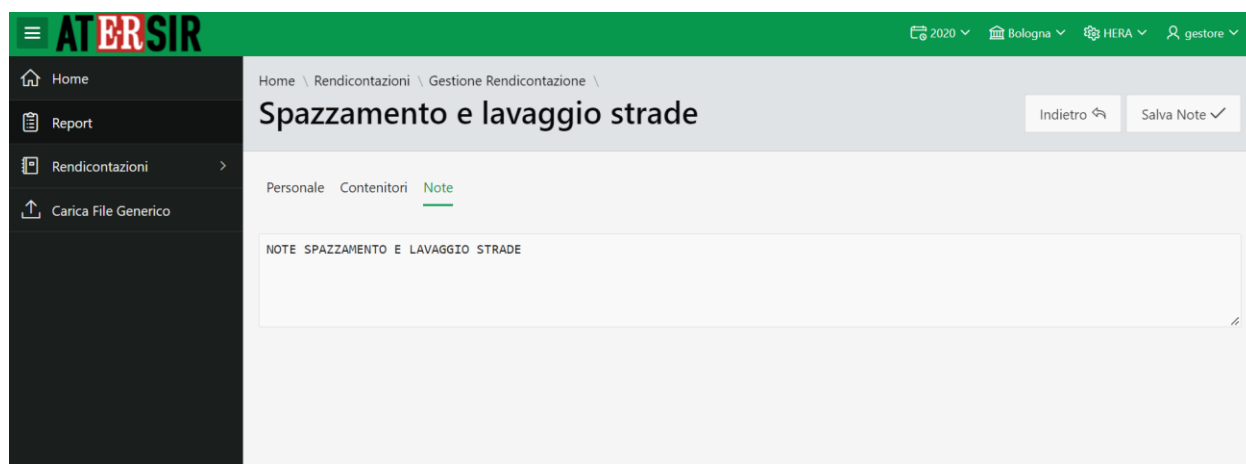 ATERSIR 2020 Bologna HERA gestore
Home
Report
Rendicontazioni
Carica File Generico
Home \ Rendicontazioni \ Gestione Rendicontazione \
Spazzamento e lavaggio strade
Indietro Salva Note
Personale Contenitori Note
NOTE SPAZZAMENTO E LAVAGGIO STRADE